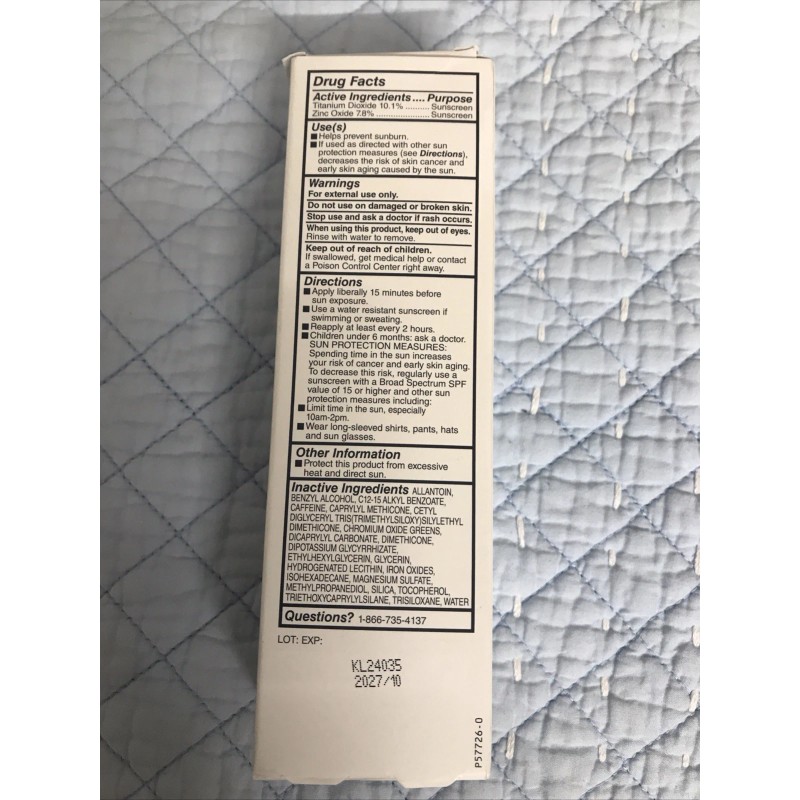 Drug Facts
Active Ingredients .... Purpose
Titanium Dioxide 10.1% .......... Sunscreen
Zinc Oxide 7.8% .................... Sunscreen
Use(s)
■ Helps prevent sunburn.
■ If used as directed with other sun
protection measures (see Directions),
decreases the risk of skin cancer and
early skin aging caused by the sun.
Warnings
For external use only.
Do not use on damaged or broken skin.
Stop use and ask a doctor if rash occurs.
When using this product, keep out of eyes.
Rinse with water to remove.
Keep out of reach of children.
If swallowed, get medical help or contact
a Poison Control Center right away.
Directions
■ Apply liberally 15 minutes before
sun exposure.
■ Use a water resistant sunscreen if
swimming or sweating.
■ Reapply at least every 2 hours.
■ Children under 6 months: ask a doctor.
SUN PROTECTION MEASURES:
Spending time in the sun increases
your risk of cancer and early skin aging.
To decrease this risk, regularly use a
sunscreen with a Broad Spectrum SPF
value of 15 or higher and other sun
protection measures including:
■ Limit time in the sun, especially
10am-2pm.
■ Wear long-sleeved shirts, pants, hats
and sun glasses.
Other Information
■ Protect this product from excessive
heat and direct sun.
Inactive Ingredients ALLANTOIN,
BENZYL ALCOHOL, C12-15 ALKYL BENZOATE,
CAFFEINE, CAPRYLYL METHICONE, CETYL
DIGLYCERYL TRIS(TRIMETHYLSILOXY)SILYLETHYL
DIMETHICONE, CHROMIUM OXIDE GREENS,
DICAPRYLYL CARBONATE, DIMETHICONE,
DIPOTASSIUM GLYCYRRHIZATE,
ETHYLHEXYLGLYCERIN, GLYCERIN,
HYDROGENATED LECITHIN, IRON OXIDES,
ISOHEXADECANE, MAGNESIUM SULFATE,
METHYLPROPANEDIOL, SILICA, TOCOPHEROL,
TRIETHOXYCAPRYLYLSILANE, TRISILOXANE, WATER
Questions? 1-866-735-4137
LOT: EXP:
KL24035
2027/10
P57726-0